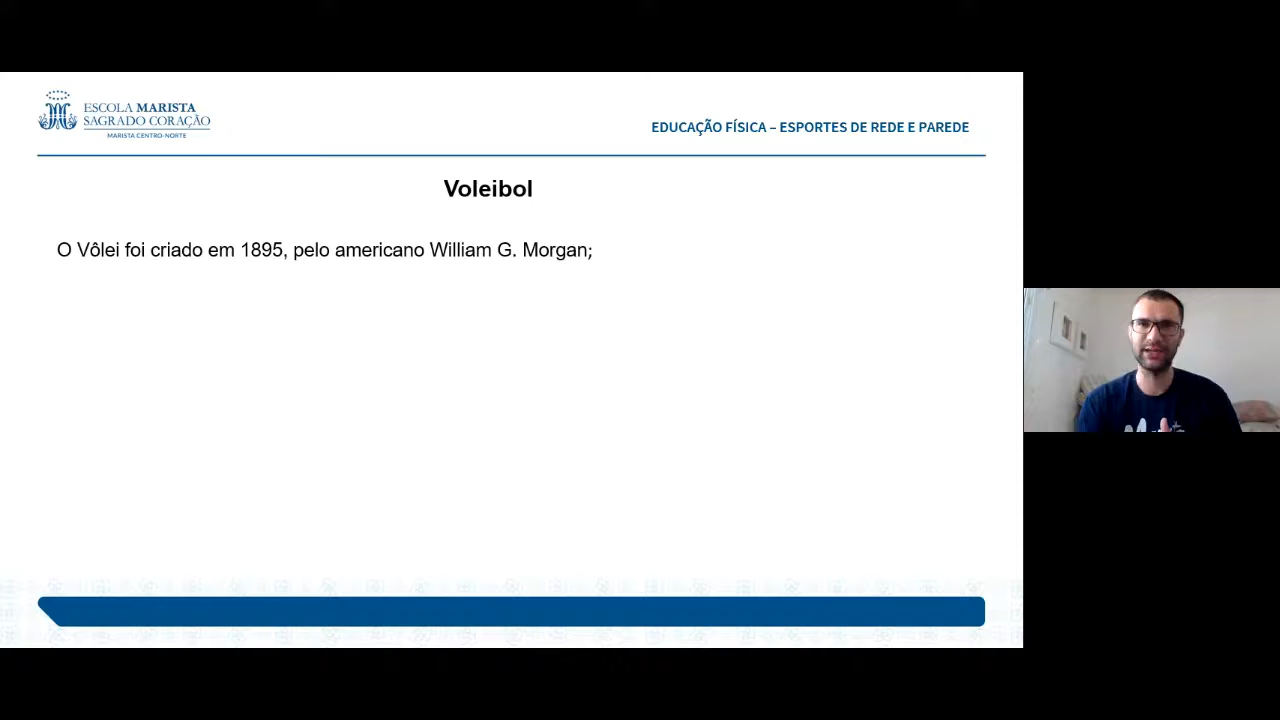 ESCOLA MARISTA
SAGRADO CORAÇÃO
MARISTA CENTRO-NORTE
EDUCAÇÃO FÍSICA – ESPORTES DE REDE E PAREDE
Voleibol
O Vôlei foi criado em 1895, pelo americano William G. Morgan;